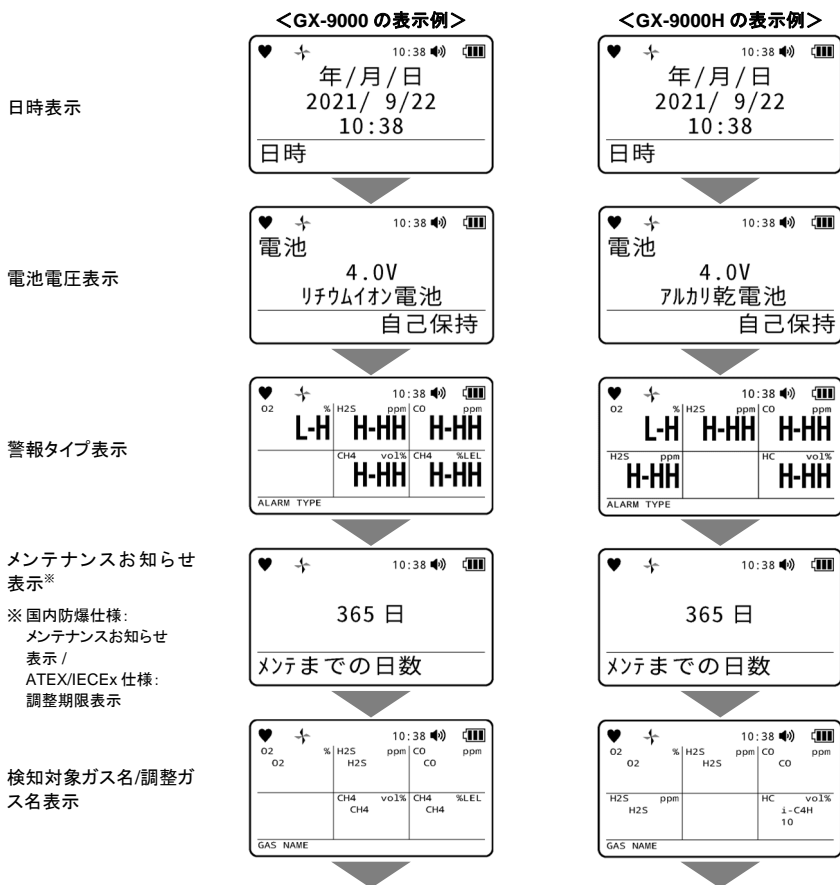 ＜GX-9000 の表示例＞
＜GX-9000H の表示例＞
日時表示
10:38
年/月/日
2021/ 9/22
10:38
日時
10:38
年/月/日
2021/ 9/22
10:38
日時
電池電圧表示
10:38
電池
4.0V
ﾘﾁｳﾑｲｵﾝ電池
自己保持
10:38
電池
4.0V
ｱﾙｶﾘ乾電池
自己保持
警報タイプ表示
10:38
O2 % H2S ppm CO ppm
L-H H-HH H-HH
CH4 vol% CH4 %LEL
H-HH H-HH
ALARM TYPE
10:38
O2 % H2S ppm CO ppm
L-H H-HH H-HH
H2S ppm HC vol%
H-HH H-HH
ALARM TYPE
メンテナンスお知らせ
表示※
※ 国内防爆仕様：
メンテナンスお知らせ
表示 /
ATEX/IECEx 仕様：
調整期限表示
10:38
365 日
ﾒﾝﾃまでの日数
10:38
365 日
ﾒﾝﾃまでの日数
検知対象ガス名/調整ガ
ス名表示
10:38
O2 % H2S ppm CO ppm
O2 H2S CO
CH4 vol% CH4 %LEL
CH4 CH4
GAS NAME
10:38
O2 % H2S ppm CO ppm
O2 H2S CO
H2S ppm HC vol%
H2S i-C4H
10
GAS NAME